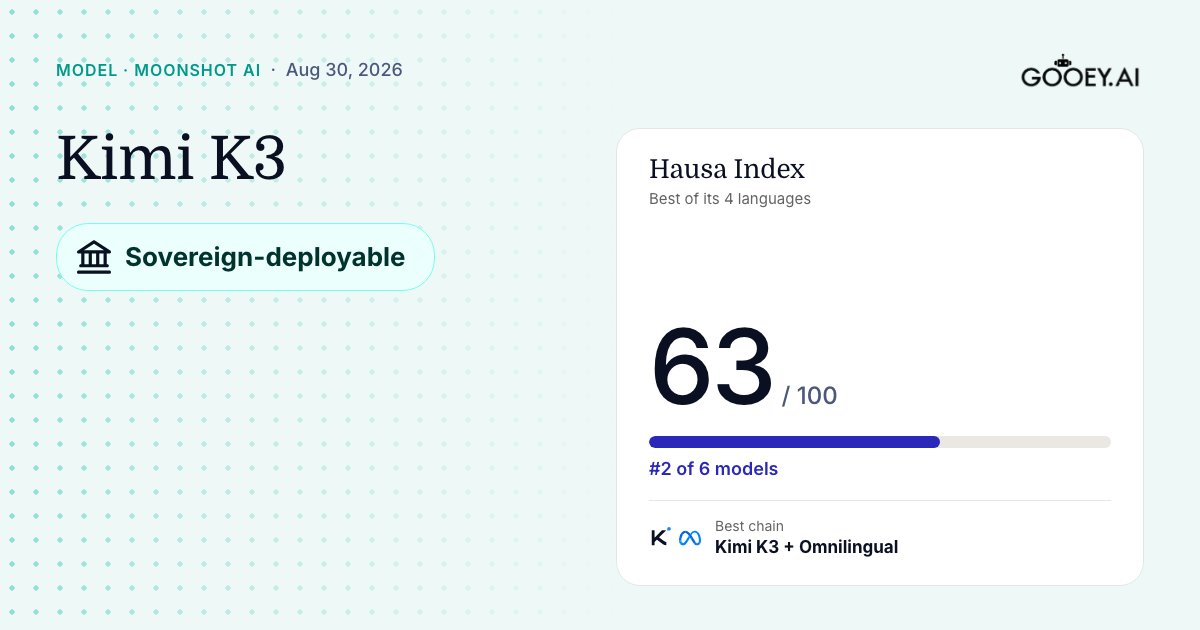 MODEL · MOONSHOT AI · Aug 30, 2026
GOOEY.AI
Kimi K3
Sovereign-deployable
Hausa Index
Best of its 4 languages
63 / 100
#2 of 6 models
Best chain
Kimi K3 + Omnilingual